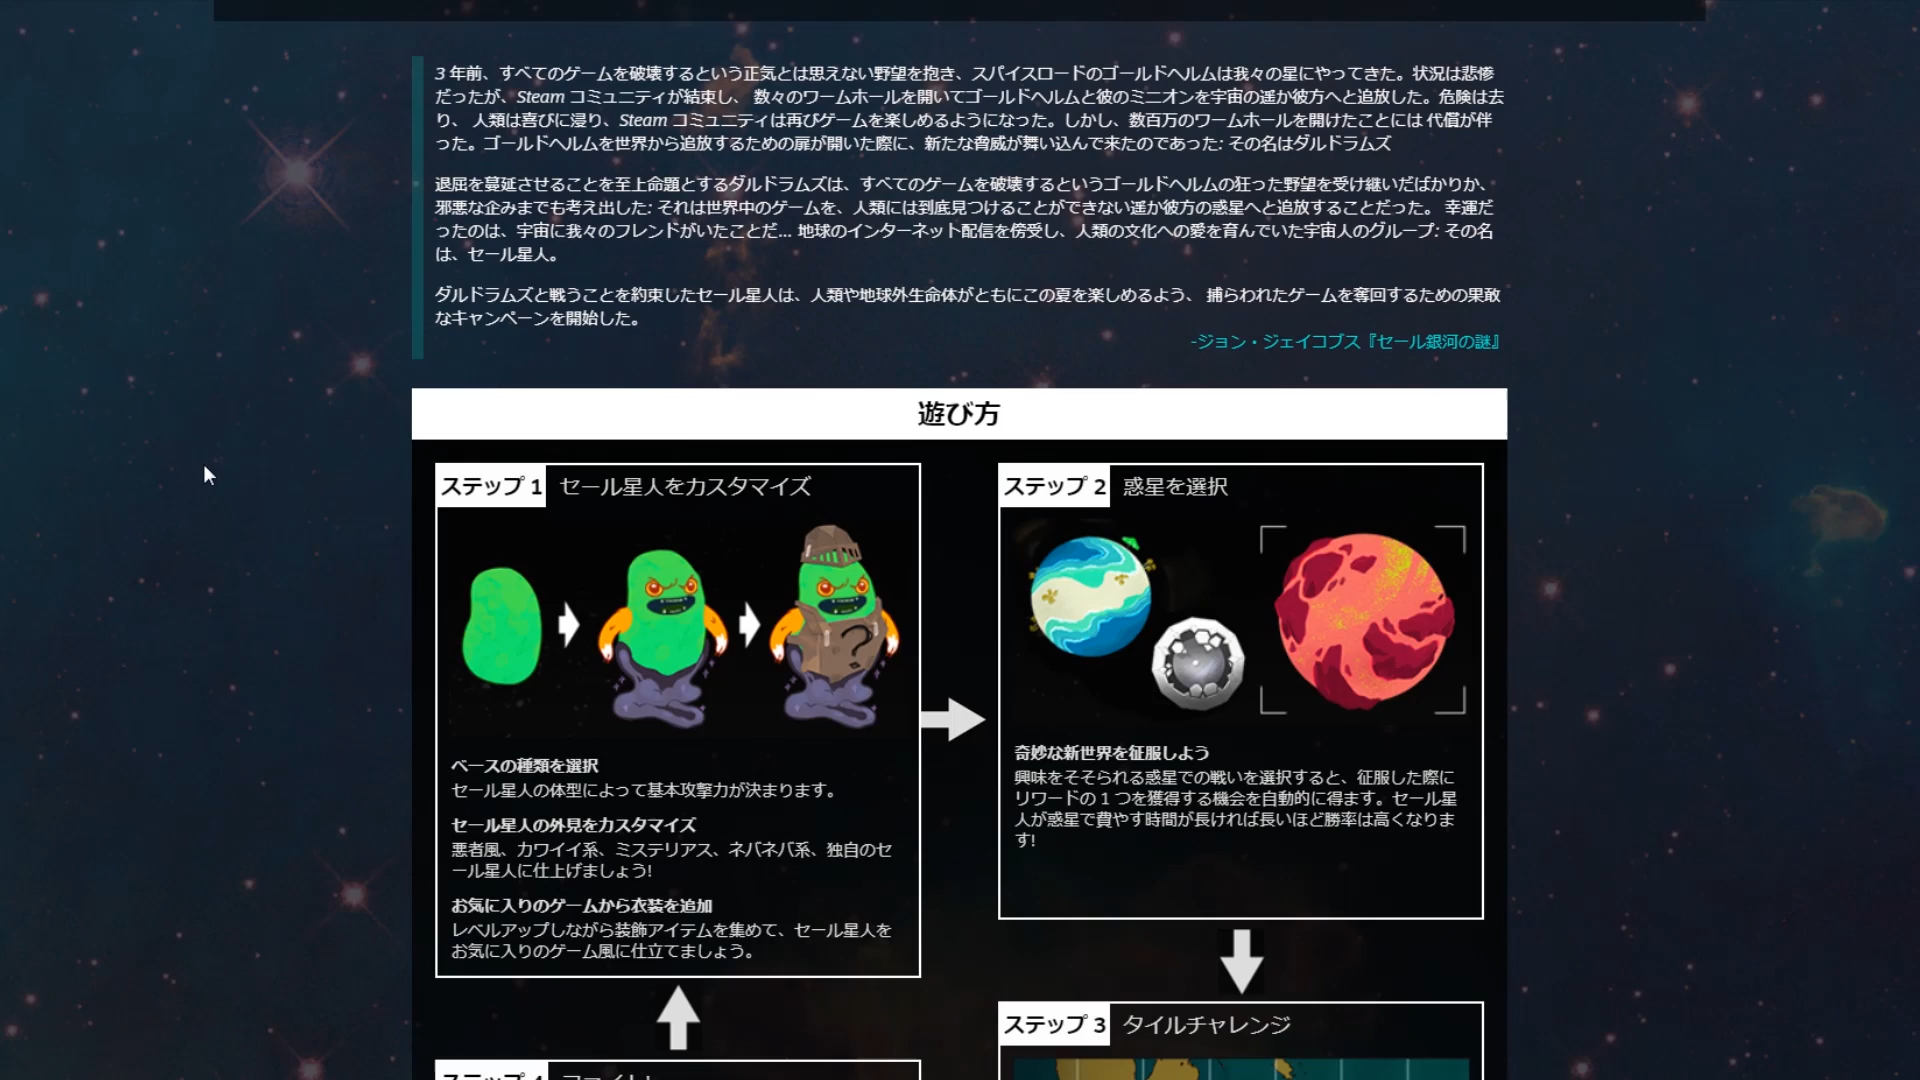 3 年前、すべてのゲームを破壊するという正気とは思えない野望を抱き、スパイスロードのゴールドヘルムは我々の星にやってきた。状況は悲惨
だったが、Steam コミュニティが結束し、 数々のワームホールを開いてゴールドヘルムと彼のミニオンを宇宙の遥か彼方へと追放した。危険は去
り、 人類は喜びに浸り、Steam コミュニティは再びゲームを楽しめるようになった。しかし、数百万のワームホールを開けたことには 代償が伴
った。ゴールドヘルムを世界から追放するための扉が開いた際に、新たな脅威が舞い込んで来たのであった: その名はダルドラムズ
退屈を蔓延させることを至上命題とするダルドラムズは、すべてのゲームを破壊するというゴールドヘルムの狂った野望を受け継いだばかりか、
邪悪な企みまでも考え出した: それは世界中のゲームを、人類には到底見つけることができない遥か彼方の惑星へと追放することだった。 幸運だ
ったのは、宇宙に我々のフレンドがいたことだ... 地球のインターネット配信を傍受し、人類の文化への愛を育んでいた宇宙人のグループ: その名
は、セール星人。
ダルドラムズと戦うことを約束したセール星人は、人類や地球外生命体がともにこの夏を楽しめるよう、 捕らわれたゲームを奪回するための果敢
なキャンペーンを開始した。
-ジョン・ジェイコブス『セール銀河の謎』
遊び方
ステップ 1 セール星人をカスタマイズ
ベースの種類を選択
セール星人の体型によって基本攻撃力が決まります。
セール星人の外見をカスタマイズ
悪者風、カワイイ系、ミステリアス、ネバネバ系、独自のセ
ール星人に仕上げましょう!
お気に入りのゲームから衣装を追加
レベルアップしながら装飾アイテムを集めて、セール星人を
お気に入りのゲーム風に仕立てましょう。
ステップ 2 惑星を選択
奇妙な新世界を征服しよう
興味をそそられる惑星での戦いを選択すると、征服した際に
リワードの 1 つを獲得する機会を自動的に得ます。セール星
人が惑星で費やす時間が長ければ長いほど勝率は高くなりま
す!
ステップ 3 タイルチャレンジ
ステップ 4